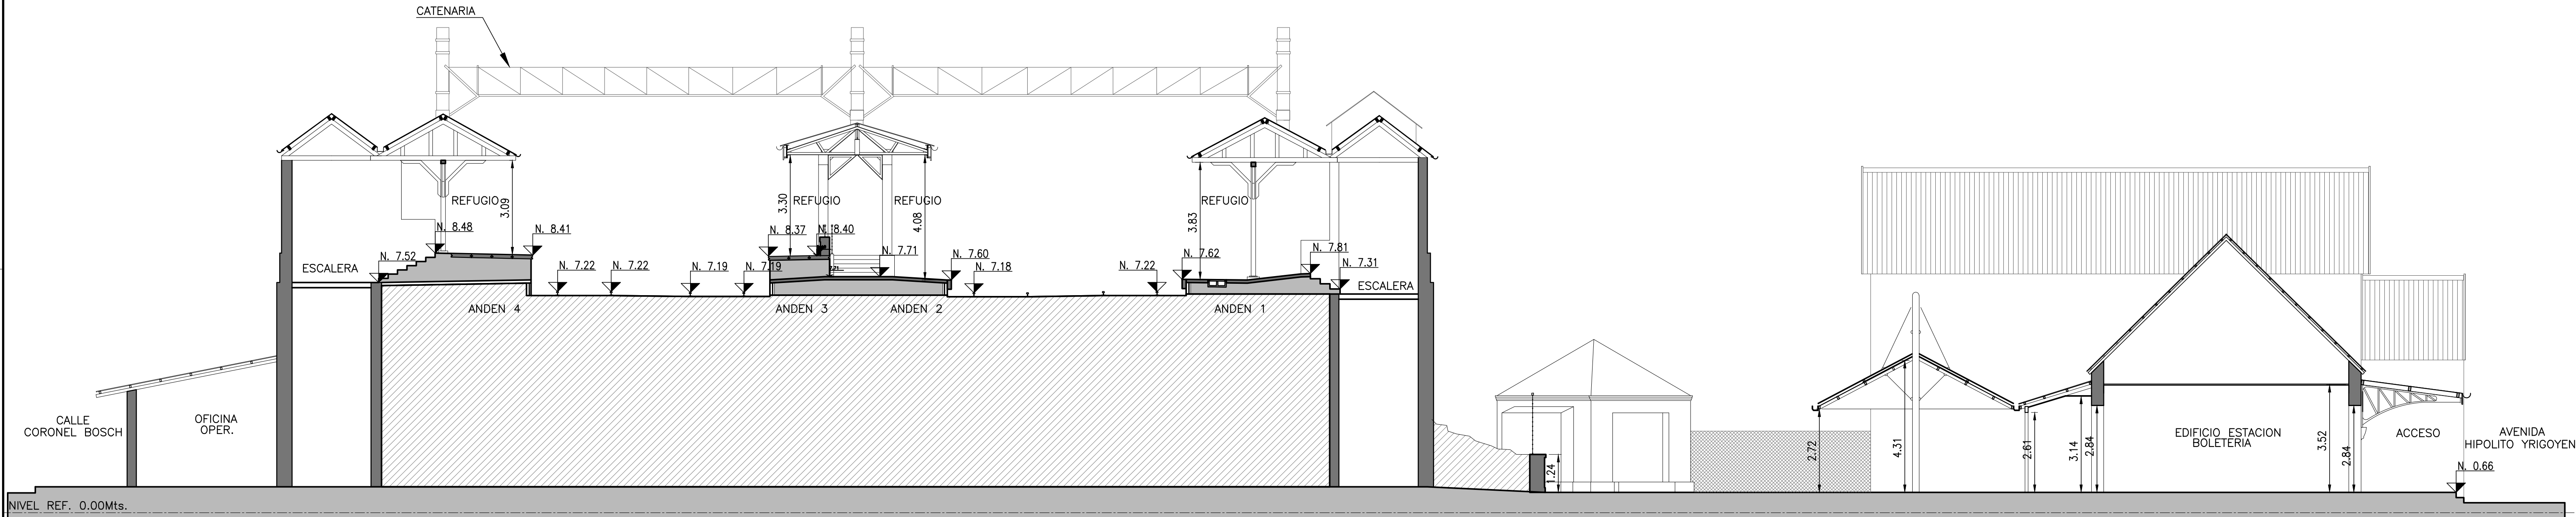 CATENARIA
REFUGIO
3.09
3.30
REFUGIO
REFUGIO
4.08
3.83
REFUGIO
N. 8.48
N. 8.41
N. 8.37
N. 8.40
N. 7.52
N. 7.22
N. 7.22
N. 7.19
N. 7.19
N. 7.71
N. 7.60
N. 7.18
N. 7.22
N. 7.62
N. 7.81
N. 7.31
ESCALERA
ESCALERA
ANDEN 4
ANDEN 3
ANDEN 2
ANDEN 1
CALLE
CORONEL BOSCH
OFICINA
OPER.
1.24
2.72
4.31
2.61
3.14
2.84
EDIFICIO ESTACION
BOLETERIA
3.52
2.84
ACCESO
AVENIDA
HIPOLITO YRIGOYEN
N. 0.66
NIVEL REF. 0.00Mts.